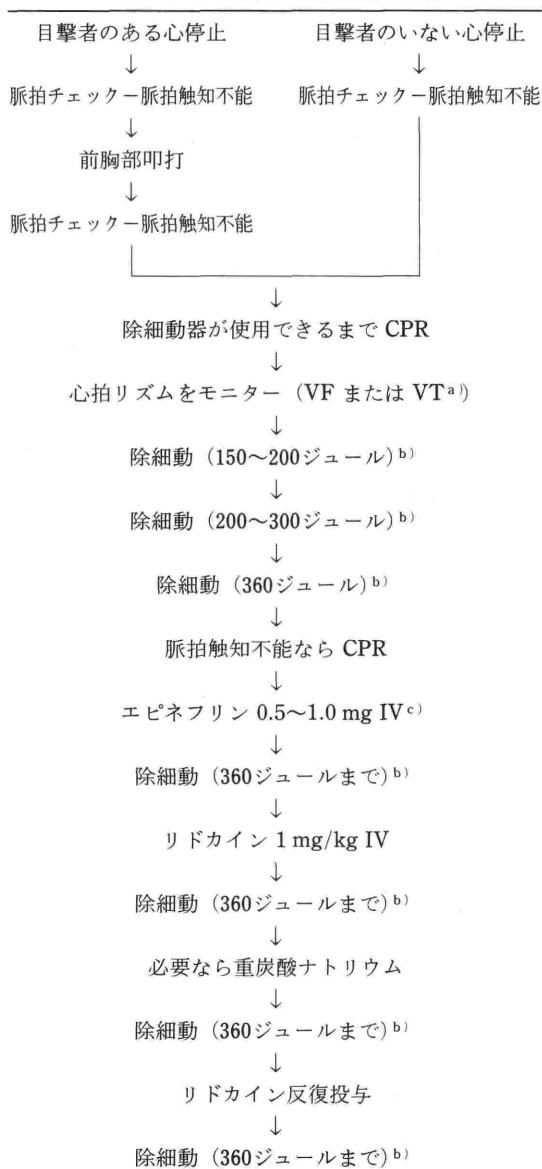 目撃者のある心停止
目撃者のいない心停止
↓
↓
脈拍チェックー脈拍触知不能
脈拍チェックー脈拍触知不能
↓
前胸部叩打
↓
脈拍チェックー脈拍触知不能
↓
除細動器が使用できるまで CPR
↓
心拍リズムをモニター（VF または VTa)）
↓
除細動（150～200ジュール）b)
↓
除細動（200～300ジュール）b)
↓
除細動（360ジュール）b)
↓
脈拍触知不能なら CPR
↓
エピネフリン 0.5～1.0 mg IVc)
↓
除細動（360ジュールまで）b)
↓
リドカイン 1 mg/kg IV
↓
除細動（360ジュールまで）b)
↓
必要なら重炭酸ナトリウム
↓
除細動（360ジュールまで）b)
↓
リドカイン反復投与
↓
除細動（360ジュールまで）b)